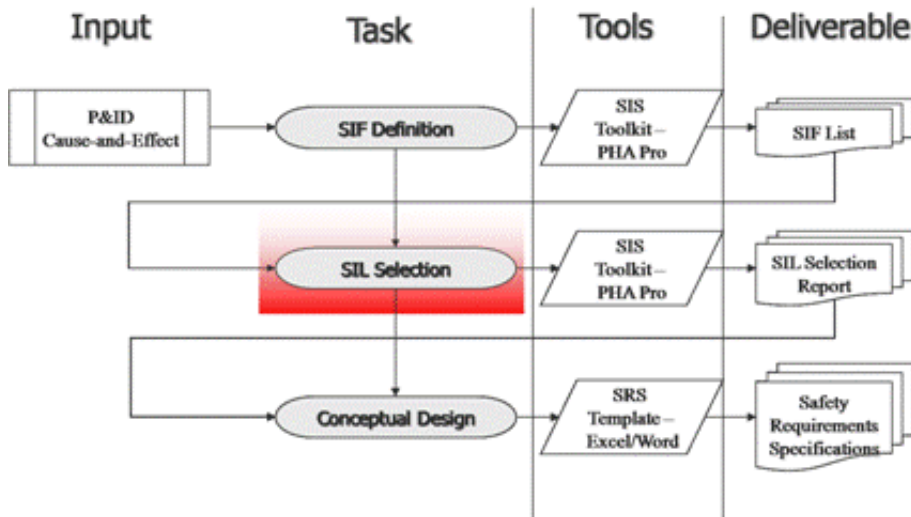 Input
Task
Tools
Deliverable
P&ID
Cause-and-Effect
SIF Definition
SIS
Toolkit–
PHA Pro
SIF List
SIL Selection
SIS
Toolkit–
PHA Pro
SIL Selection
Report
Conceptual Design
SRS
Template–
Excel/Word
Safety
Requirements
Specifications